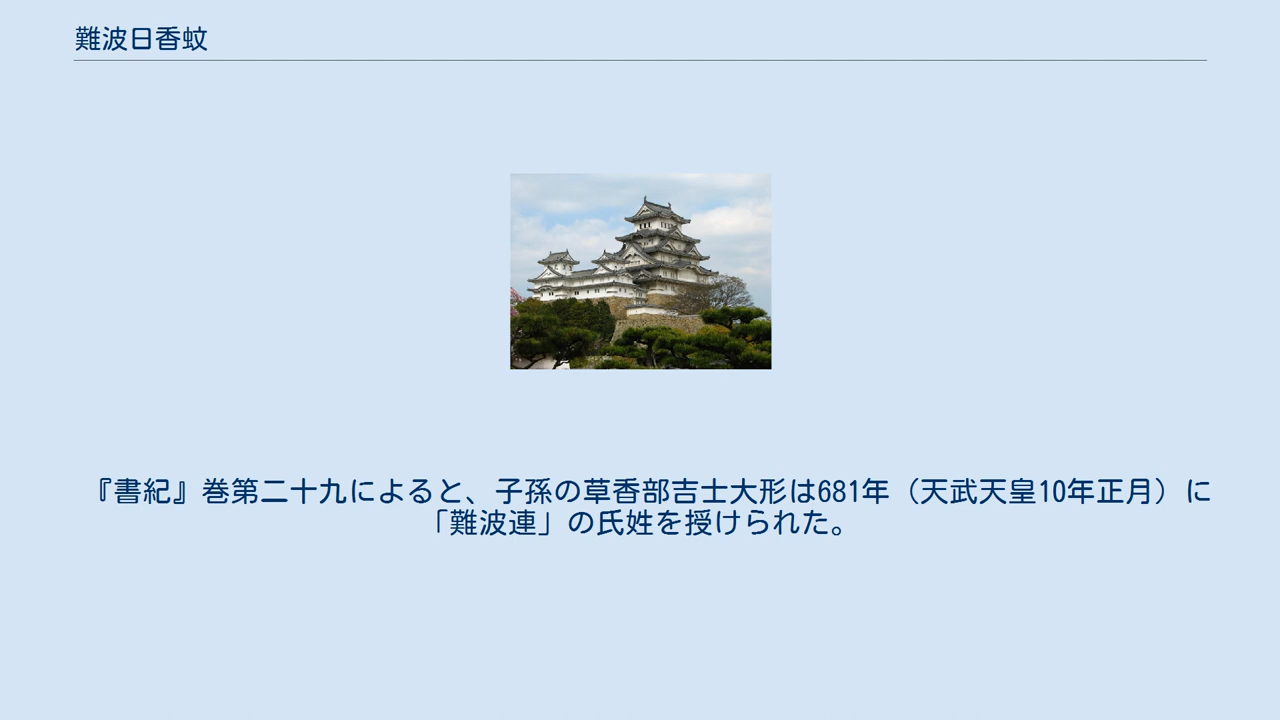 難波日香蚊
『書紀』巻第二十九によると、子孫の草香部吉士大形は681年（天武天皇10年正月）に
「難波連」の氏姓を授けられた。